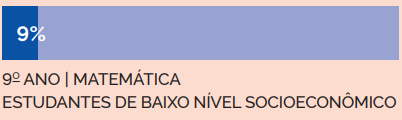 9%
9º ANO | MATEMÁTICA
ESTUDANTES DE BAIXO NÍVEL SOCIOECONÔMICO